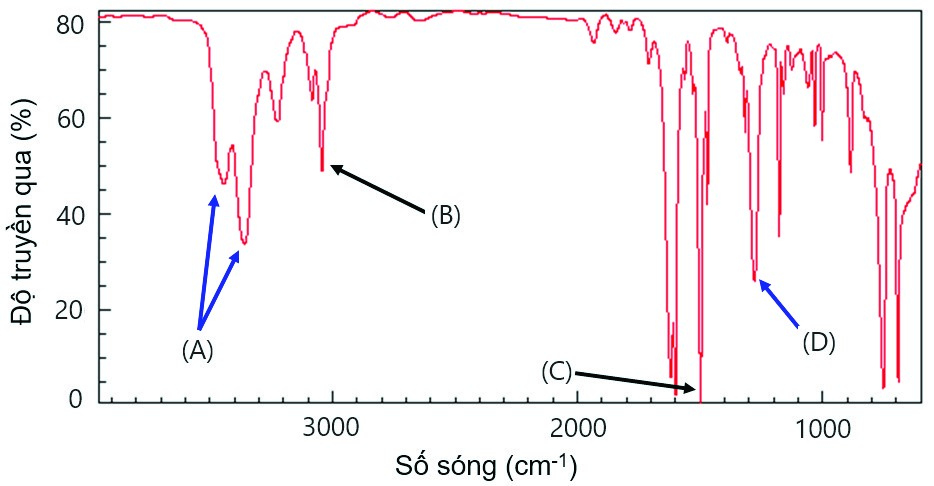 Độ truyền qua (%)
80
60
40
20
0
(A)
(B)
(C)
(D)
3000
2000
1000
Số sóng (cm-1)